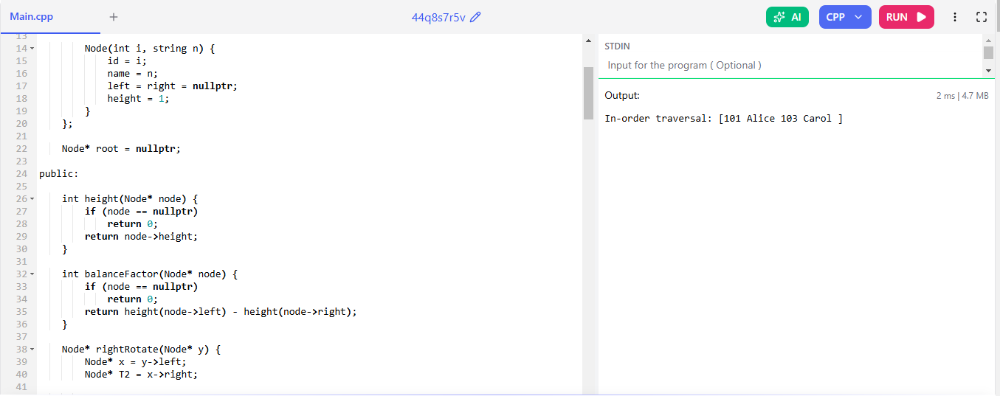 Main.cpp
+
44q8s7r5v
AI
CPP
RUN
13
14 Node(int i, string n) {
15 id = i;
16 name = n;
17 left = right = nullptr;
18 height = 1;
19 }
20 };
21
22 Node* root = nullptr;
23
24 public:
25
26 int height(Node* node) {
27 if (node == nullptr)
28 return 0;
29 return node->height;
30 }
31
32 int balanceFactor(Node* node) {
33 if (node == nullptr)
34 return 0;
35 return height(node->left) - height(node->right);
36 }
37
38 Node* rightRotate(Node* y) {
39 Node* x = y->left;
40 Node* T2 = x->right;
41
STDIN
Input for the program ( Optional )
Output:
2 ms | 4.7 MB
In-order traversal: [101 Alice 103 Carol ]